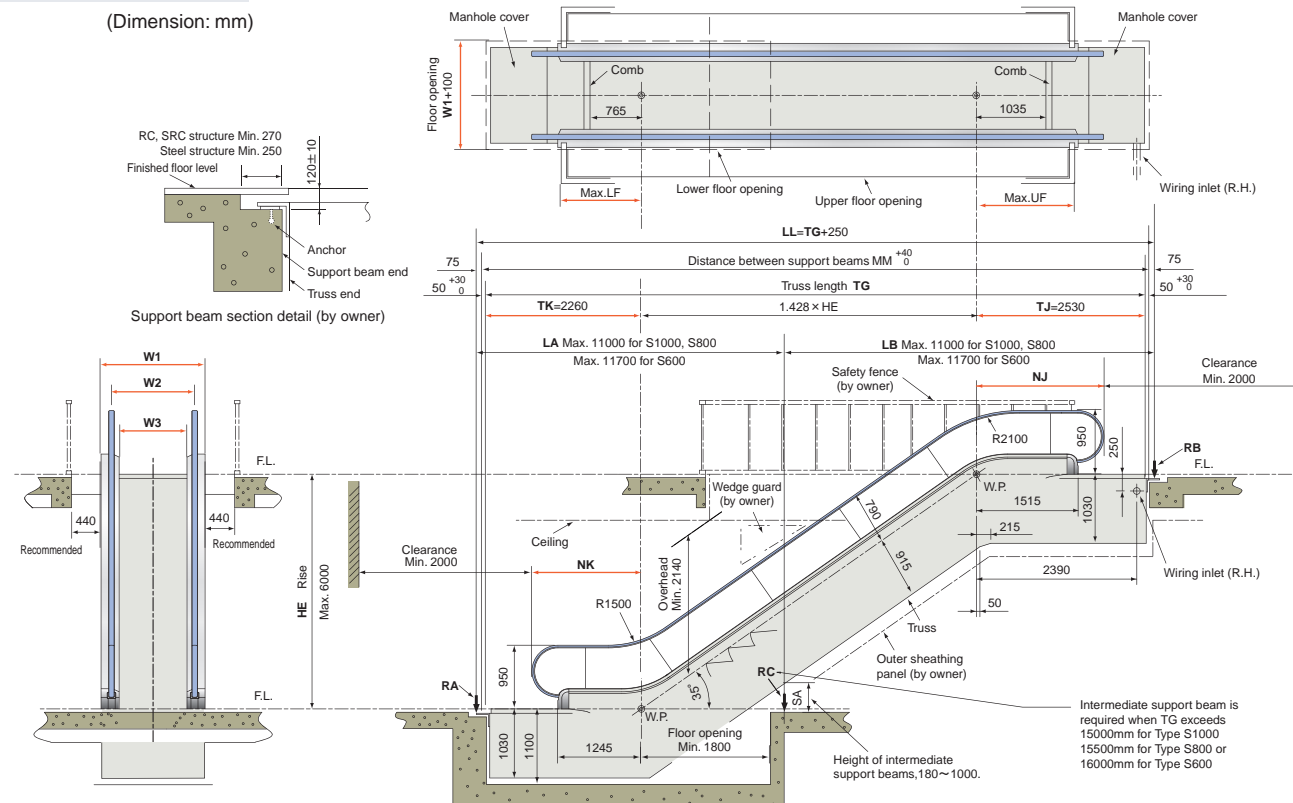 (Dimension: mm)
Manhole cover
Manhole cover
Floor opening
W1+100
Comb
Comb
765
1035
Lower floor opening
Upper floor opening
Wiring inlet (R.H.)
Max.LF
Max.UF
RC, SRC structure Min. 270
Steel structure Min. 250
Finished floor level
120±10
Anchor
Support beam end
Truss end
Support beam section detail (by owner)
LL=TG+250
75
Distance between support beams MM +40 0
75
50 +30 0
Truss length TG
50 +30 0
TK=2260
1.428×HE
TJ=2530
LA Max. 11000 for S1000, S800
Max. 11700 for S600
LB Max. 11000 for S1000, S800
Max. 11700 for S600
Clearance
Min. 2000
Safety fence
(by owner)
NJ
W1
W2
W3
F.L.
440
Recommended
440
Recommended
HE Rise
Max. 6000
F.L.
R2100
950
250
RB
F.L.
W.P.
1515
1030
215
2390
Wiring inlet (R.H.)
50
Wedge guard
(by owner)
790
915
Ceiling
Clearance
Min. 2000
NK
Overhead
Min. 2140
R1500
Truss
Outer sheathing
panel (by owner)
950
RA
35°
RC
SA
W.P.
1030
1100
1245
Floor opening
Min. 1800
Height of intermediate
support beams,180~1000.
Intermediate support beam is
required when TG exceeds
15000mm for Type S1000
15500mm for Type S800 or
16000mm for Type S600